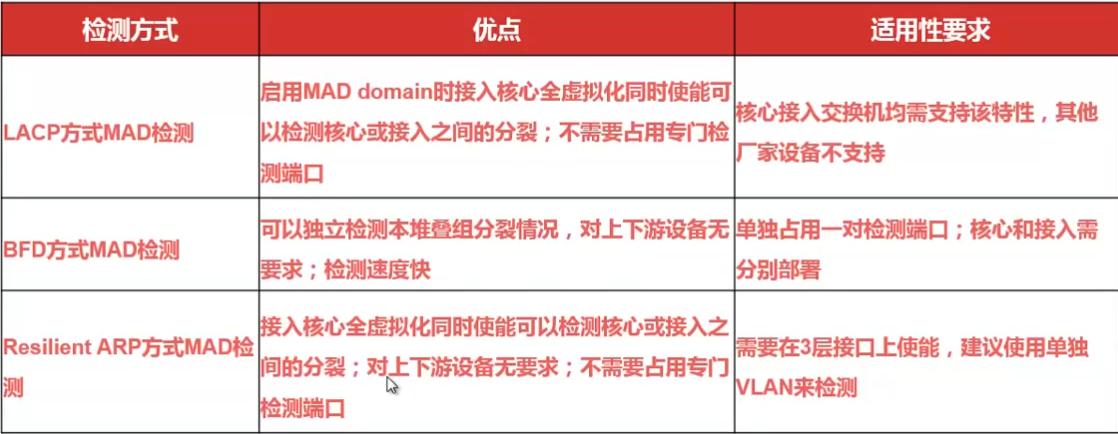 检测方式
优点
适用性要求
LACP方式MAD检测
启用MAD domain时接入核心全虚拟化同时使能可
以检测核心或接入之间的分裂；不需要占用专门检
测端口
核心接入交换机均需支持该特性，其他
厂家设备不支持
BFD方式MAD检测
可以独立检测本堆叠组分裂情况，对上下游设备无
要求；检测速度快
单独占用一对检测端口；核心和接入需
分别部署
Resilient ARP方式MAD检
测
接入核心全虚拟化同时使能可以检测核心或接入之
间的分裂；对上下游设备无要求；不需要占用专门
检测端口
需要在3层接口上使能，建议使用单独
VLAN来检测